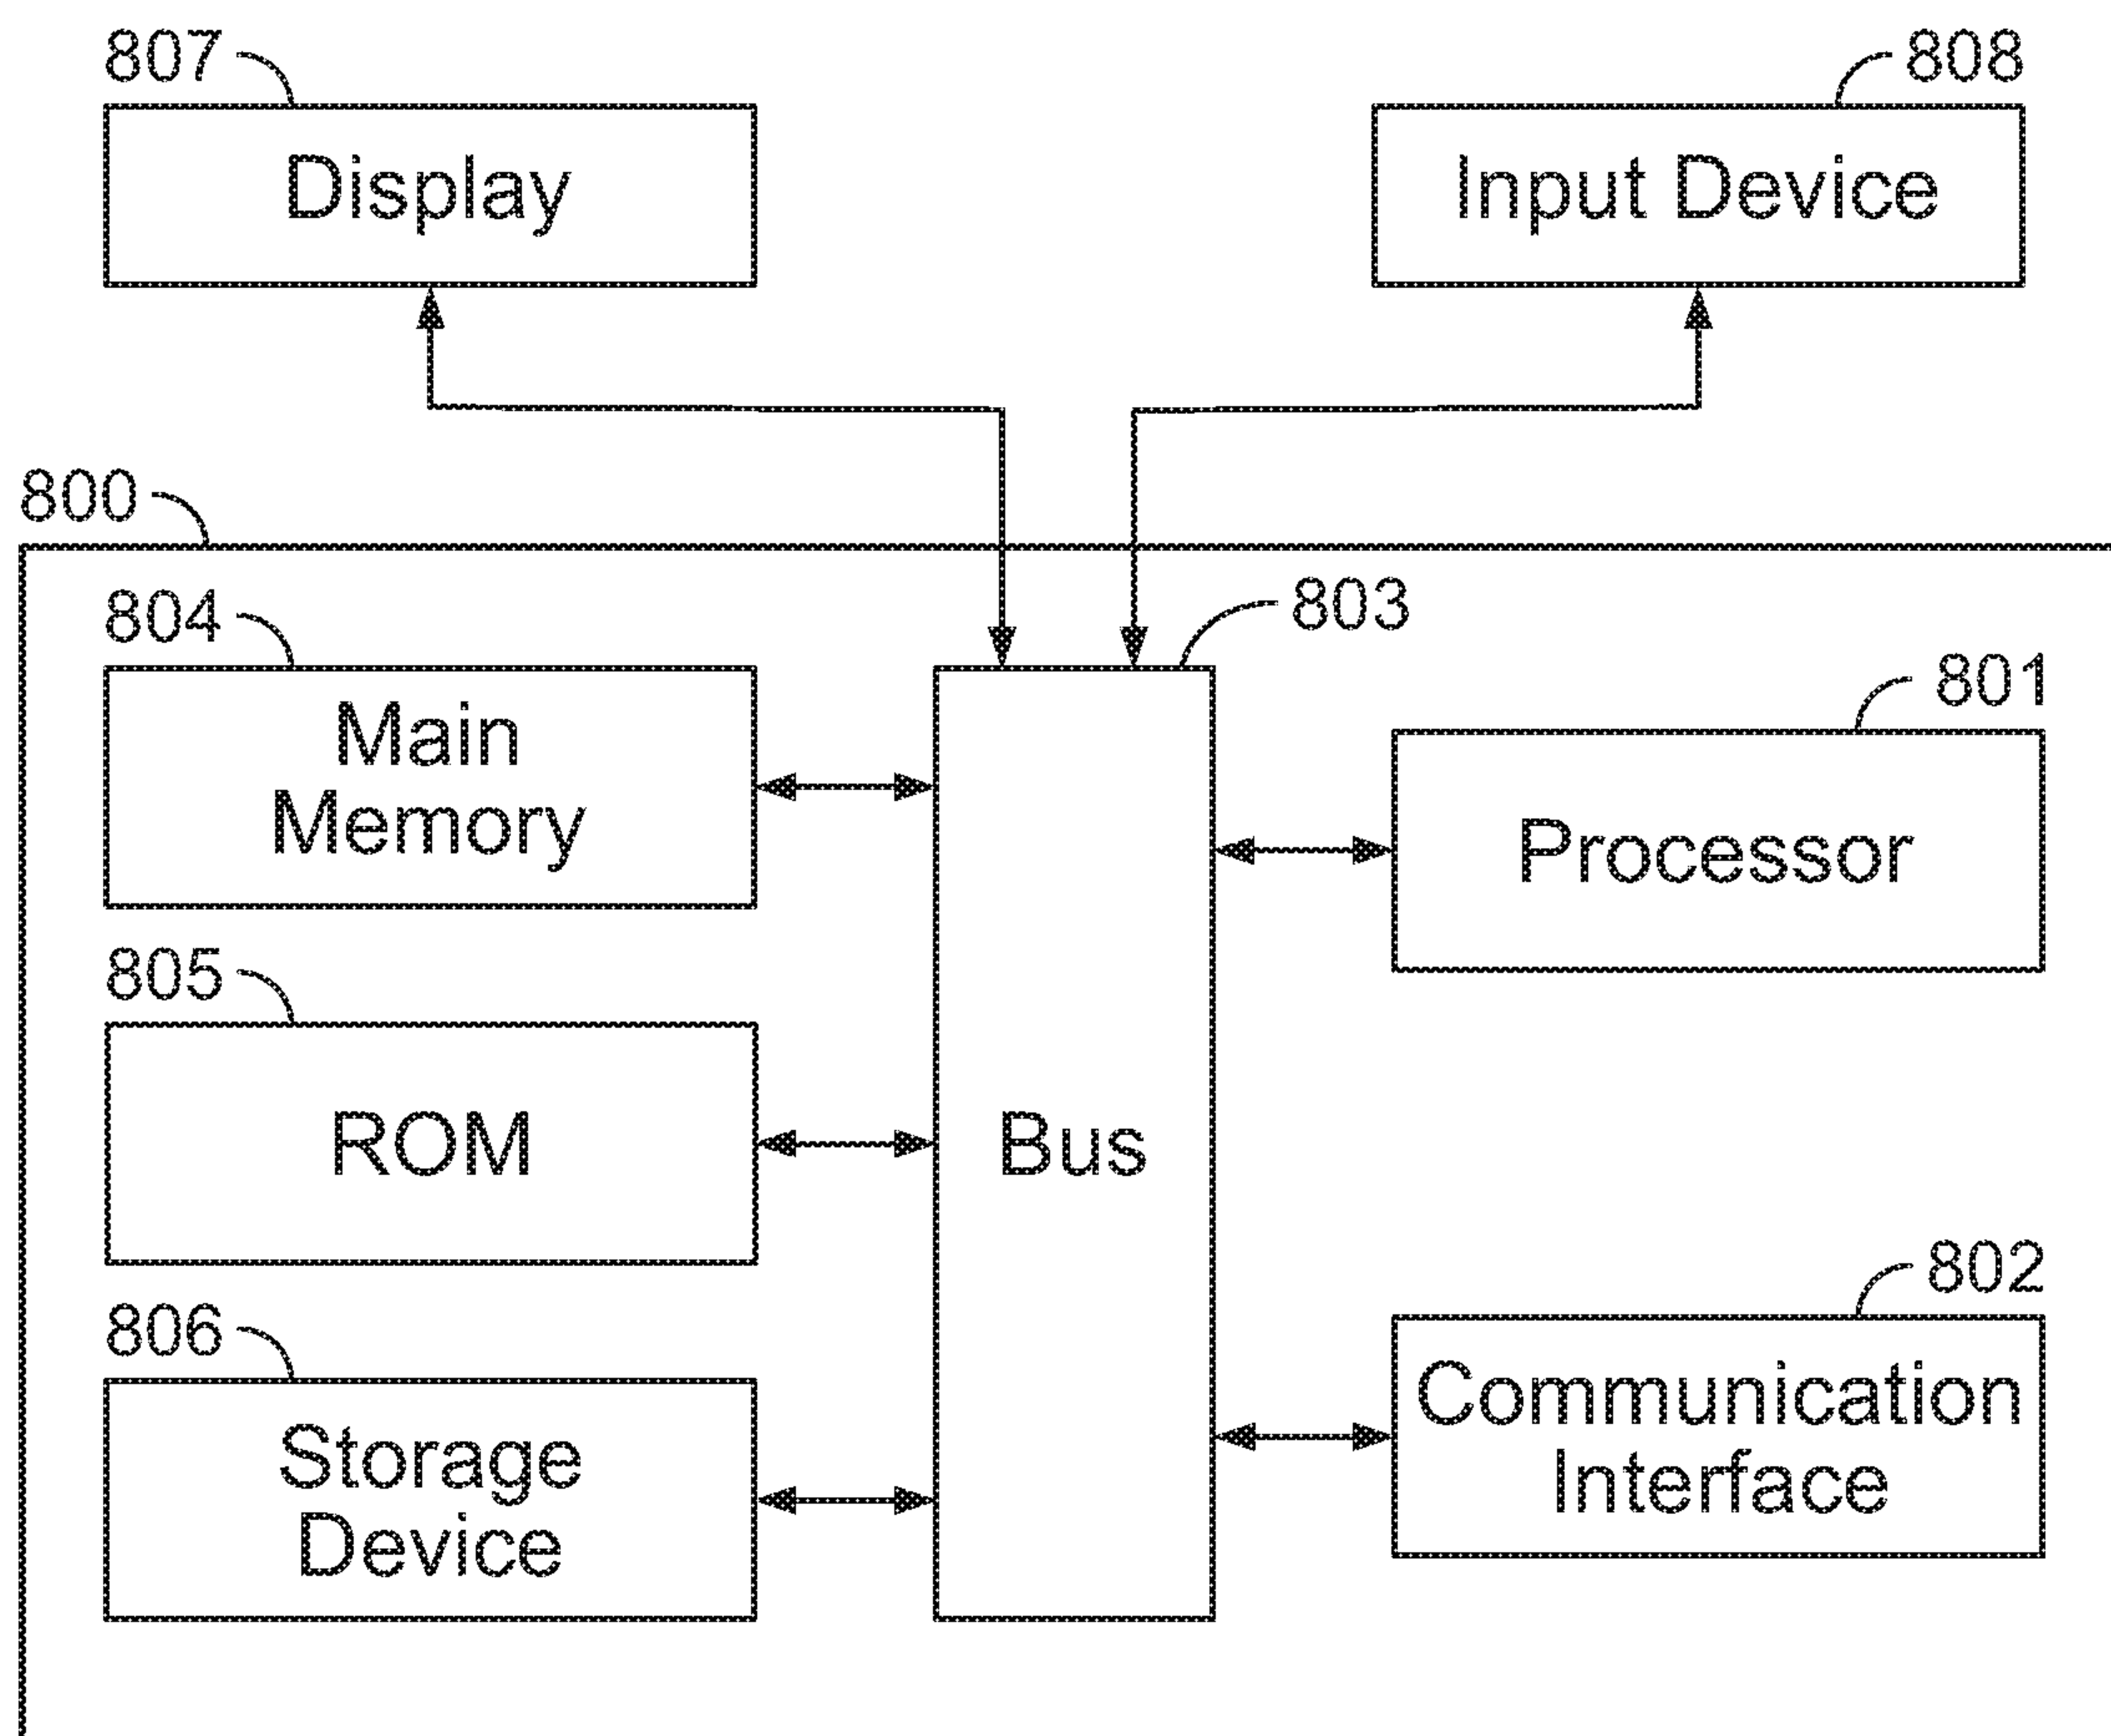 807
808
Display
Input Device
800
804
803
801
Main
Memory
Processor
805
ROM
Bus
806
802
Storage
Device
Communication
Interface